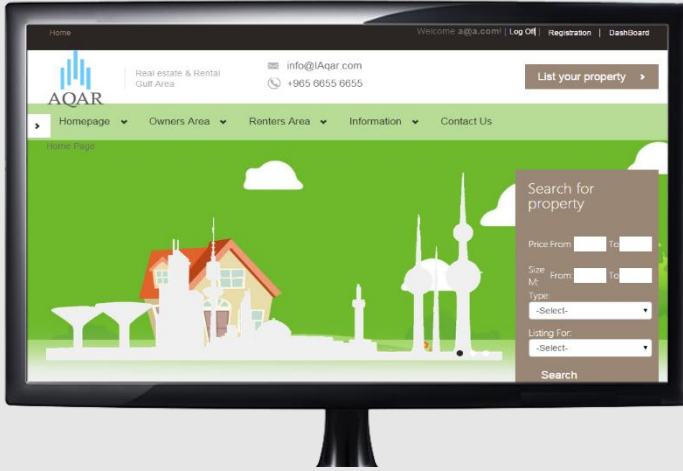 Home
Welcome a@a.com! | Log Off | Registration | DashBoard
AQAR
Real estate & Rental
Gulf Area
info@IAqar.com
+965 6655 6655
List your property
Homepage
Owners Area
Renters Area
Information
Contact Us
Home Page
Search for
property
Price From To
Size
M: From: To
Type:
-Select-
Listing For:
-Select-
Search